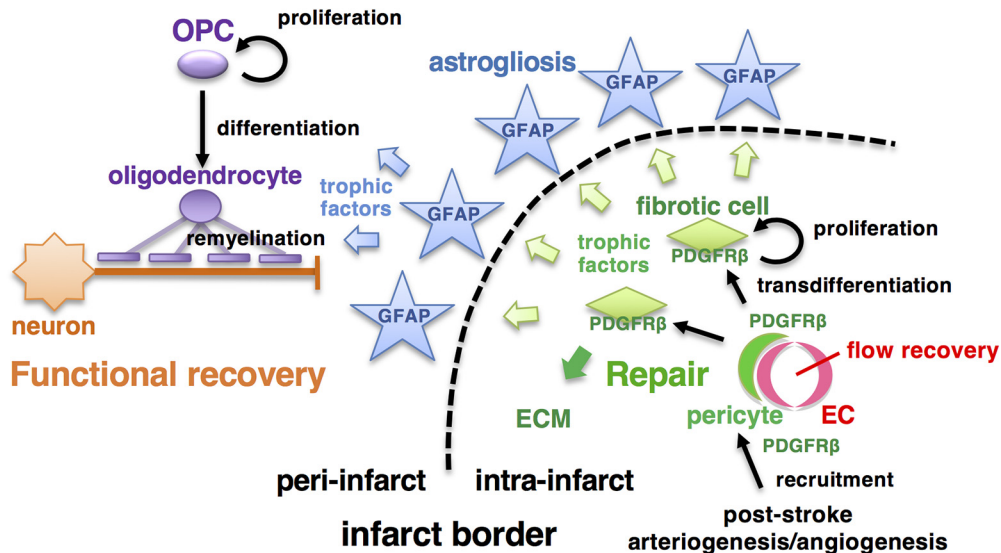 OPC
proliferation
differentiation
oligodendrocyte
remyelination
neuron
Functional recovery
astrogliosis
GFAP
GFAP
GFAP
GFAP
GFAP
trophic
factors
trophic
factors
fibrotic cell
PDGFRβ
proliferation
transdifferentiation
PDGFRβ
PDGFRβ
flow recovery
Repair
pericyte
EC
PDGFRβ
ECM
recruitment
peri-infarct
intra-infarct
infarct border
post-stroke
arteriogenesis/angiogenesis